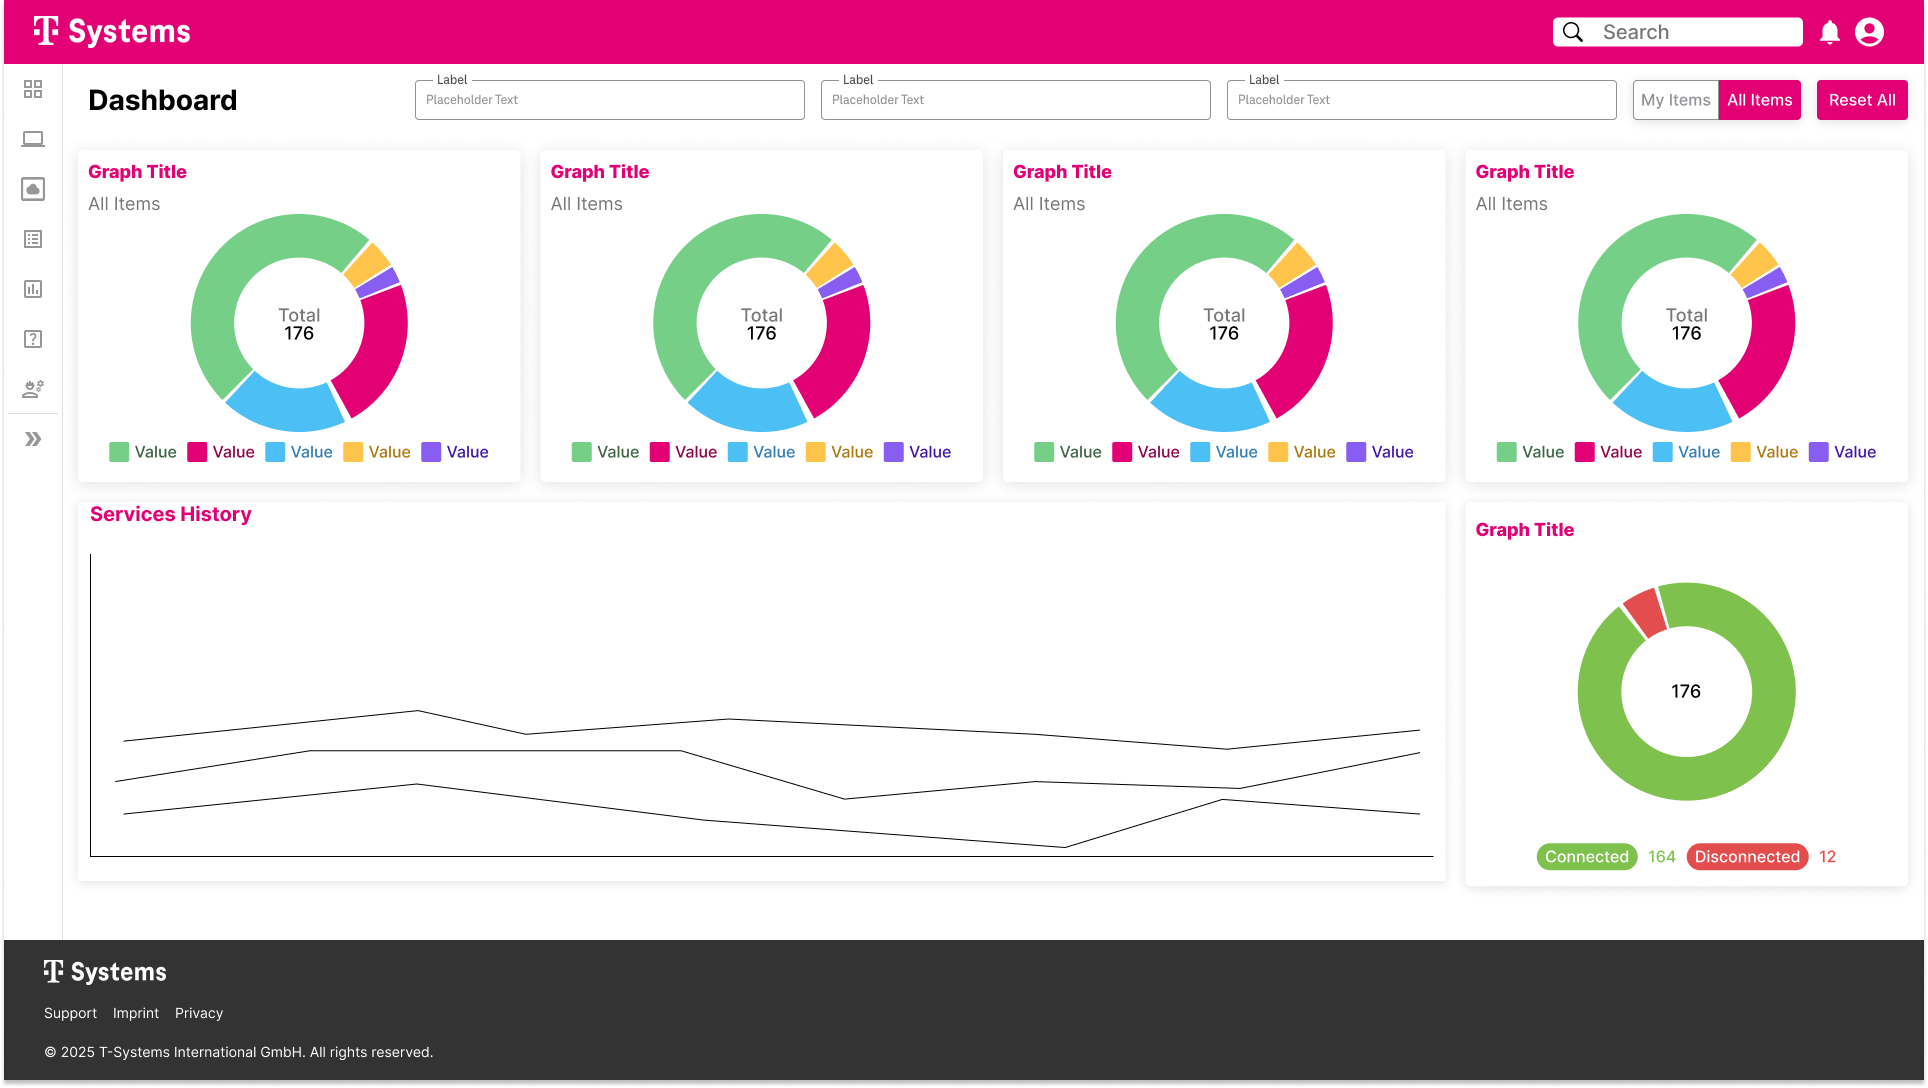 T Systems
Search
Dashboard
Label
Placeholder Text
Label
Placeholder Text
Label
Placeholder Text
My Items All Items
Reset All
Graph Title
All Items
Total
176
Value Value Value Value Value
Graph Title
All Items
Total
176
Value Value Value Value Value
Graph Title
All Items
Total
176
Value Value Value Value Value
Graph Title
All Items
Total
176
Value Value Value Value Value
Services History
Graph Title
176
Connected 164 Disconnected 12
T Systems
Support Imprint Privacy
© 2025 T-Systems International GmbH. All rights reserved.